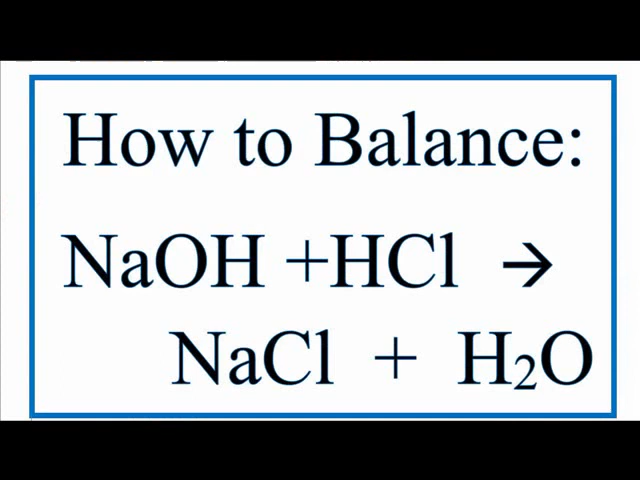 How to Balance:
NaOH +HCl →
NaCl + H₂O